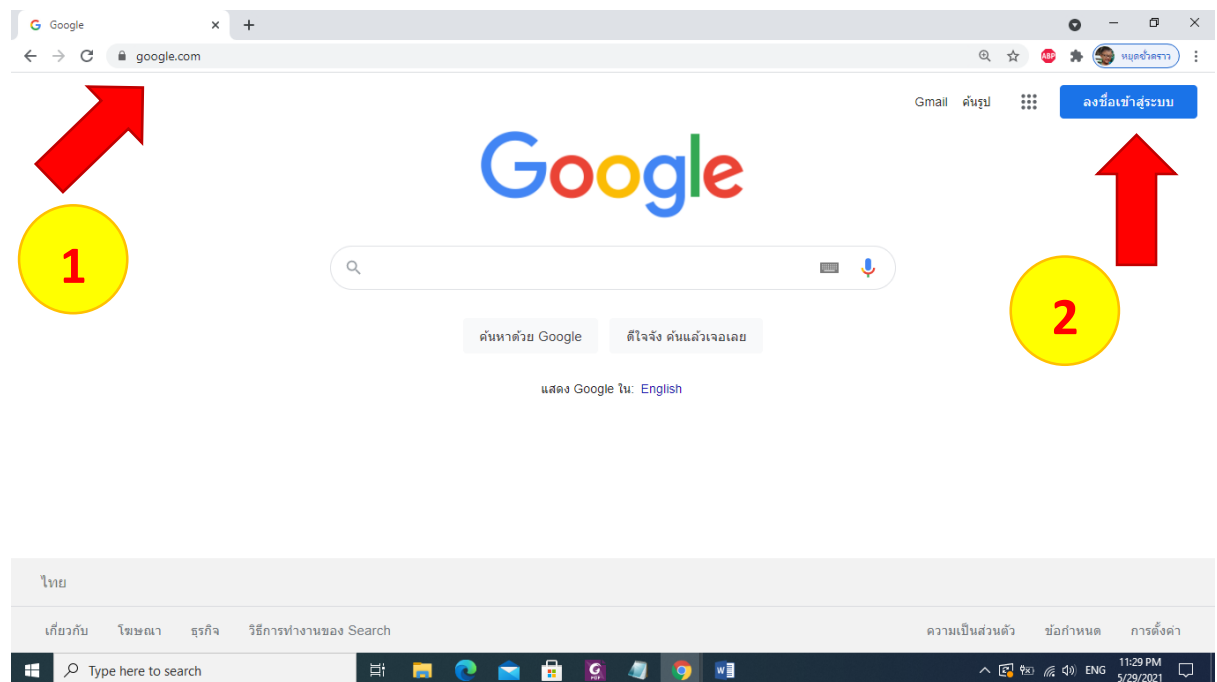 Google
google.com
ABP
หยุดชั่วคราว
Gmail ค้นรูป
ลงชื่อเข้าสู่ระบบ
Google
1
2
ค้นหาด้วย Google
ดีใจจัง ค้นแล้วเจอเลย
แสดง Google ใน: English
ไทย
เกี่ยวกับ โฆษณา ธุรกิจ วิธีการทำงานของ Search
ความเป็นส่วนตัว ข้อกำหนด การตั้งค่า
Type here to search
ENG
11:29 PM
5/29/2021